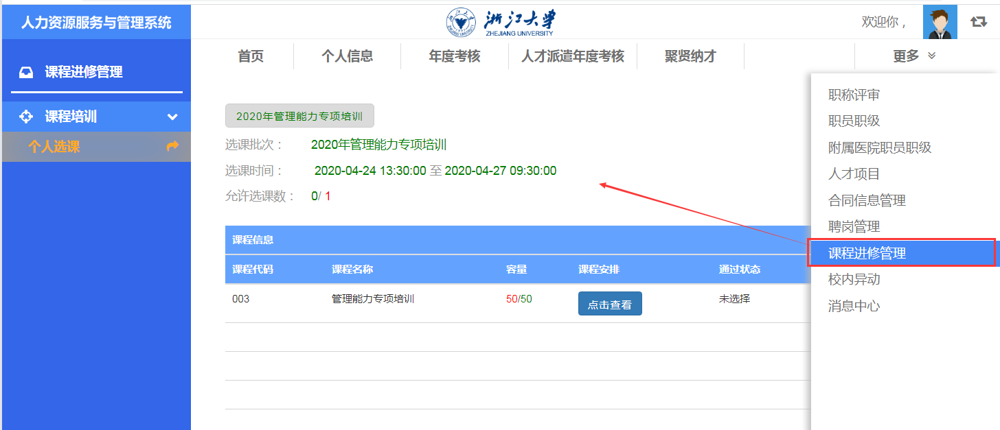 人力资源服务与管理系统
浙江大学
ZHEJIANG UNIVERSITY
欢迎你，
首页 个人信息 年度考核 人才派遣年度考核 聚贤纳才 更多
课程进修管理
课程培训
个人选课
2020年管理能力专项培训
选课批次： 2020年管理能力专项培训
选课时间： 2020-04-24 13:30:00 至 2020-04-27 09:30:00
允许选课数： 0/ 1
课程信息
课程代码 课程名称 容量 课程安排 通过状态
003 管理能力专项培训 50/50 点击查看 未选择
职称评审
职员职级
附属医院职员职级
人才项目
合同信息管理
聘岗管理
课程进修管理
校内异动
消息中心